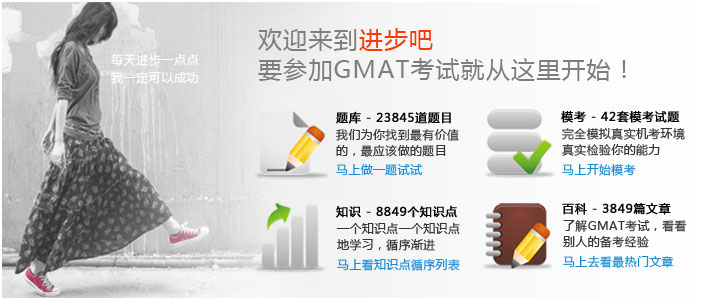 每天进步一点点
我一定可以成功
欢迎来到进步吧
要参加GMAT考试就从这里开始！
题库 - 23845道题目
我们为你找到最有价值
的，最应该做的题目
马上做一题试试
模考 - 42套模考试题
完全模拟真实机考环境
真实检验你的能力
马上开始模考
知识 - 8849个知识点
一个知识点一个知识点
地学习，循序渐进
马上看知识点循序列表
百科 - 3849篇文章
了解GMAT考试，看看
别人的备考经验
马上去看最热门文章